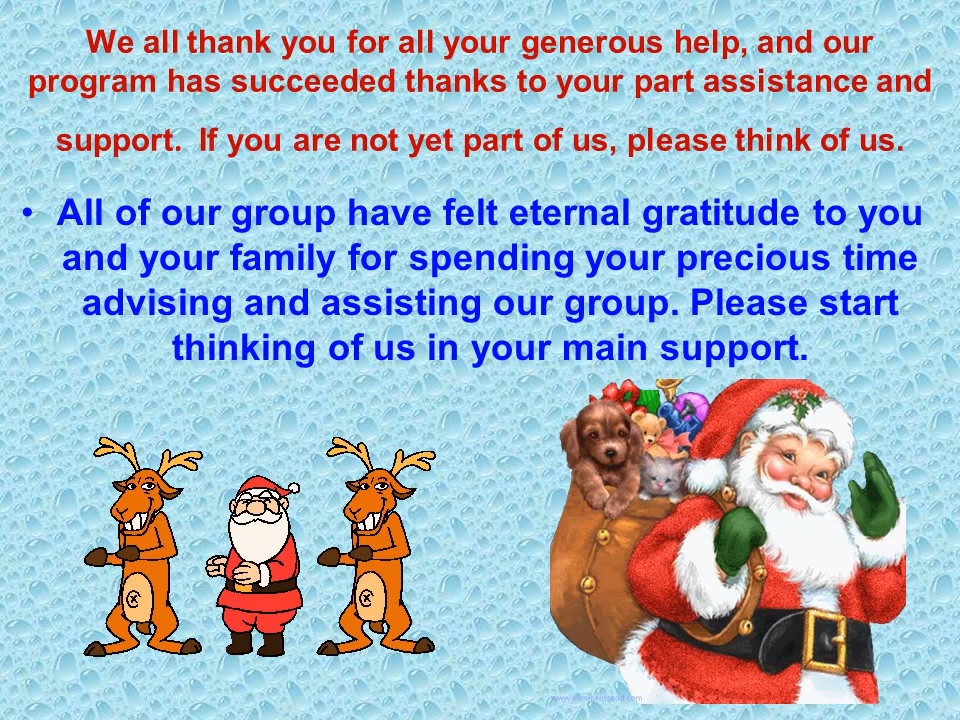 We all thank you for all your generous help, and our
program has succeeded thanks to your part assistance and
support. If you are not yet part of us, please think of us.
• All of our group have felt eternal gratitude to you
and your family for spending your precious time
advising and assisting our group. Please start
thinking of us in your main support.